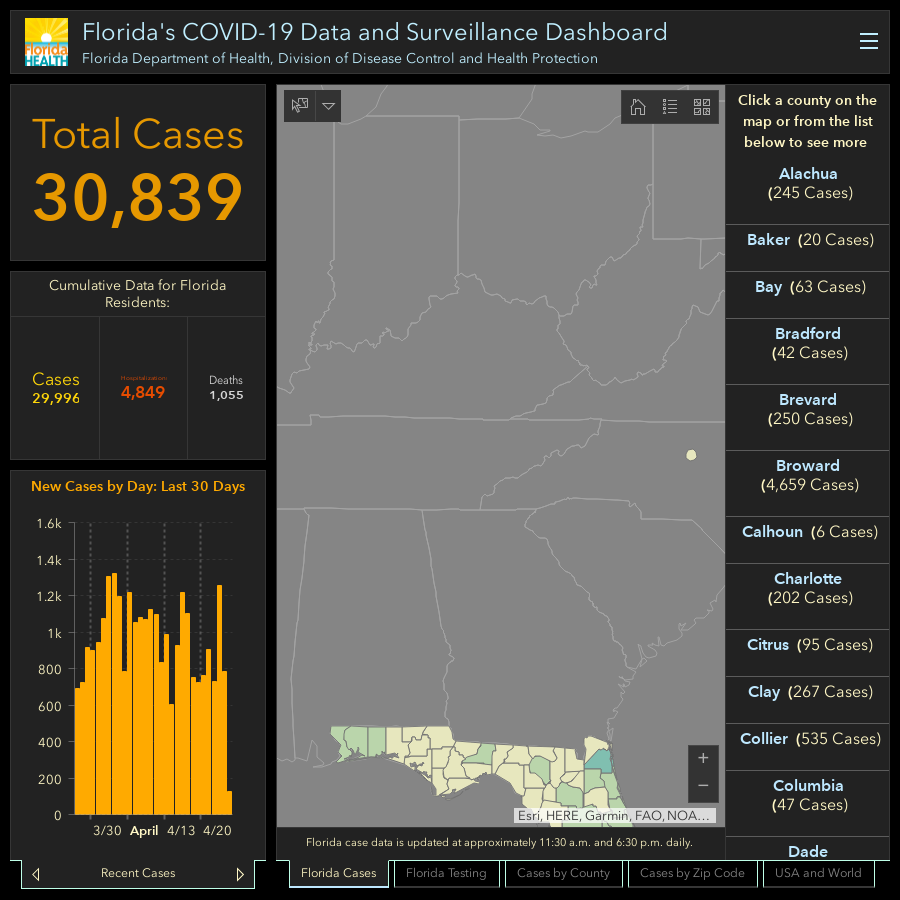 Florida's COVID-19 Data and Surveillance Dashboard
Florida Department of Health, Division of Disease Control and Health Protection
Florida
HEALTH
Total Cases
30,839
Cumulative Data for Florida
Residents:
Cases
29,996
Hospitalizations
4,849
Deaths
1,055
New Cases by Day: Last 30 Days
1.6k
1.4k
1.2k
1k
800
600
400
200
0
3/30 April 4/13 4/20
Recent Cases
Esri, HERE, Garmin, FAO, NOA...
Florida case data is updated at approximately 11:30 a.m. and 6:30 p.m. daily.
Florida Cases
Florida Testing
Cases by County
Cases by Zip Code
USA and World
Click a county on the
map or from the list
below to see more
Alachua
(245 Cases)
Baker (20 Cases)
Bay (63 Cases)
Bradford
(42 Cases)
Brevard
(250 Cases)
Broward
(4,659 Cases)
Calhoun (6 Cases)
Charlotte
(202 Cases)
Citrus (95 Cases)
Clay (267 Cases)
Collier (535 Cases)
Columbia
(47 Cases)
Dade